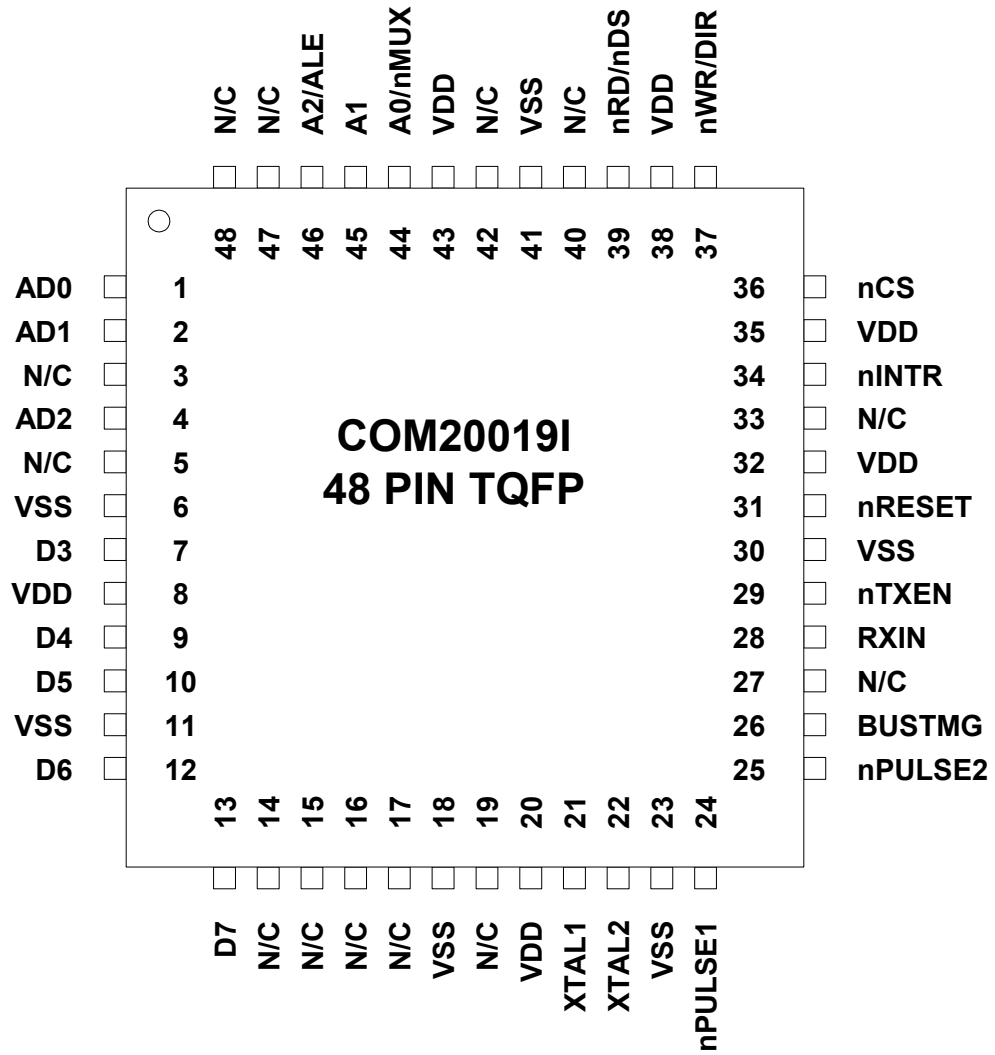 N/C
N/C
A2/ALE
A1
A0/nMUX
VDD
N/C
VSS
N/C
nRD/nDS
VDD
nWR/DIR
48
47
46
45
44
43
42
41
40
39
38
37
AD0 1
AD1 2
N/C 3
AD2 4
N/C 5
VSS 6
D3 7
VDD 8
D4 9
D5 10
VSS 11
D6 12
COM20019I
48 PIN TQFP
36 nCS
35 VDD
34 nINTR
33 N/C
32 VDD
31 nRESET
30 VSS
29 nTXEN
28 RXIN
27 N/C
26 BUSTMG
25 nPULSE2
13
14
15
16
17
18
19
20
21
22
23
24
D7
N/C
N/C
N/C
N/C
VSS
N/C
VDD
XTAL1
XTAL2
VSS
nPULSE1